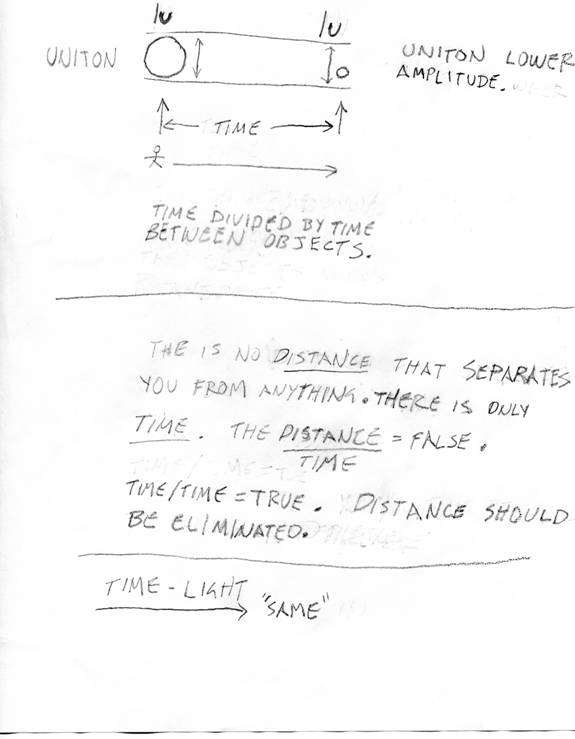 1U 1U
UNITON
UNITON LOWER
AMPLITUDE.
TIME
TIME DIVIDED BY TIME
BETWEEN OBJECTS.
THE IS NO DISTANCE THAT SEPARATES
YOU FROM ANYTHING. THERE IS ONLY
TIME. THE DISTANCE = FALSE.
TIME
TIME/TIME = TRUE. DISTANCE SHOULD
BE ELIMINATED.
TIME - LIGHT
"SAME"